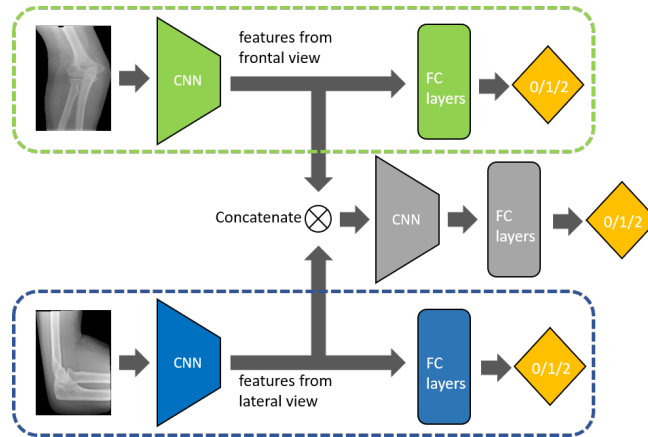 features from
frontal view
CNN
FC
layers
0/1/2
Concatenate
CNN
FC
layers
0/1/2
CNN
features from
lateral view
FC
layers
0/1/2